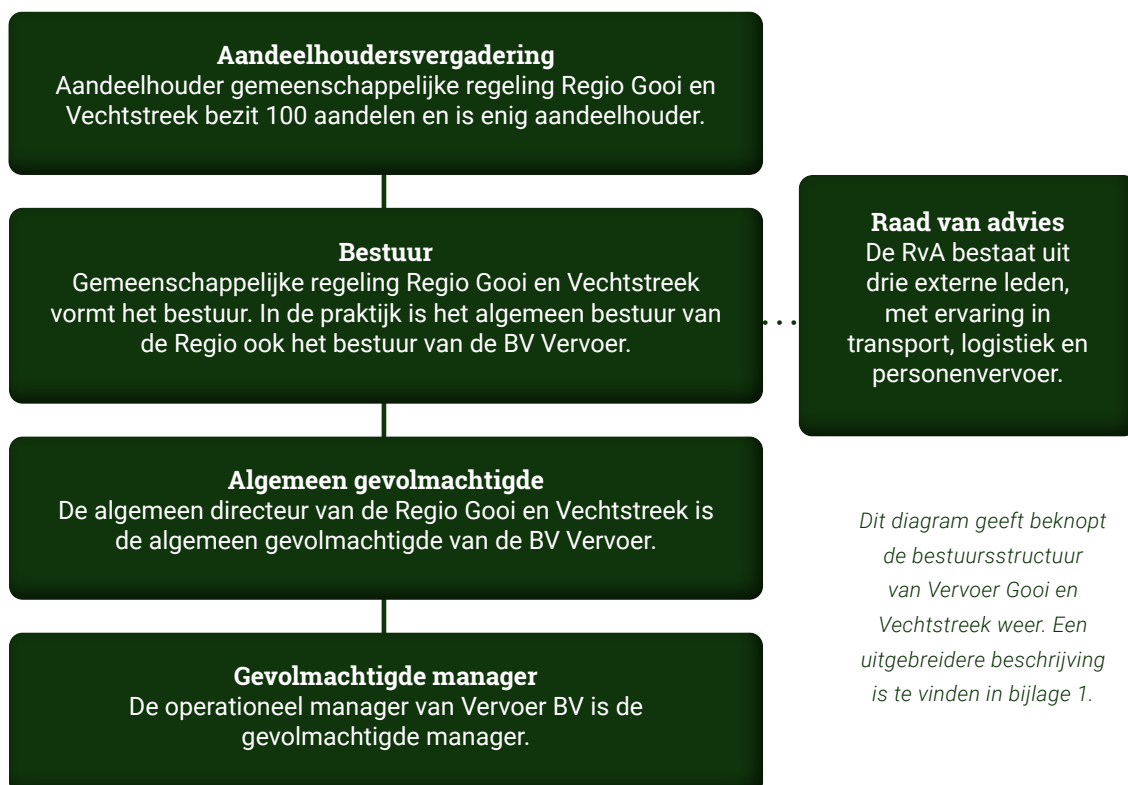 Aandeelhoudersvergadering
Aandeelhouder gemeenschappelijke regeling Regio Gooi en
Vechtstreek bezit 100 aandelen en is enig aandeelhouder.
Bestuur
Gemeenschappelijke regeling Regio Gooi en Vechtstreek
vormt het bestuur. In de praktijk is het algemeen bestuur van
de Regio ook het bestuur van de BV Vervoer.
Raad van advies
De RvA bestaat uit
drie externe leden,
met ervaring in
transport, logistiek en
personenvervoer.
Algemeen gevolmachtigde
De algemeen directeur van de Regio Gooi en Vechtstreek is
de algemeen gevolmachtigde van de BV Vervoer.
Gevolmachtigde manager
De operationeel manager van Vervoer BV is de
gevolmachtigde manager.
Dit diagram geeft beknopt
de bestuursstructuur
van Vervoer Gooi en
Vechtstreek weer. Een
uitgebreidere beschrijving
is te vinden in bijlage 1.